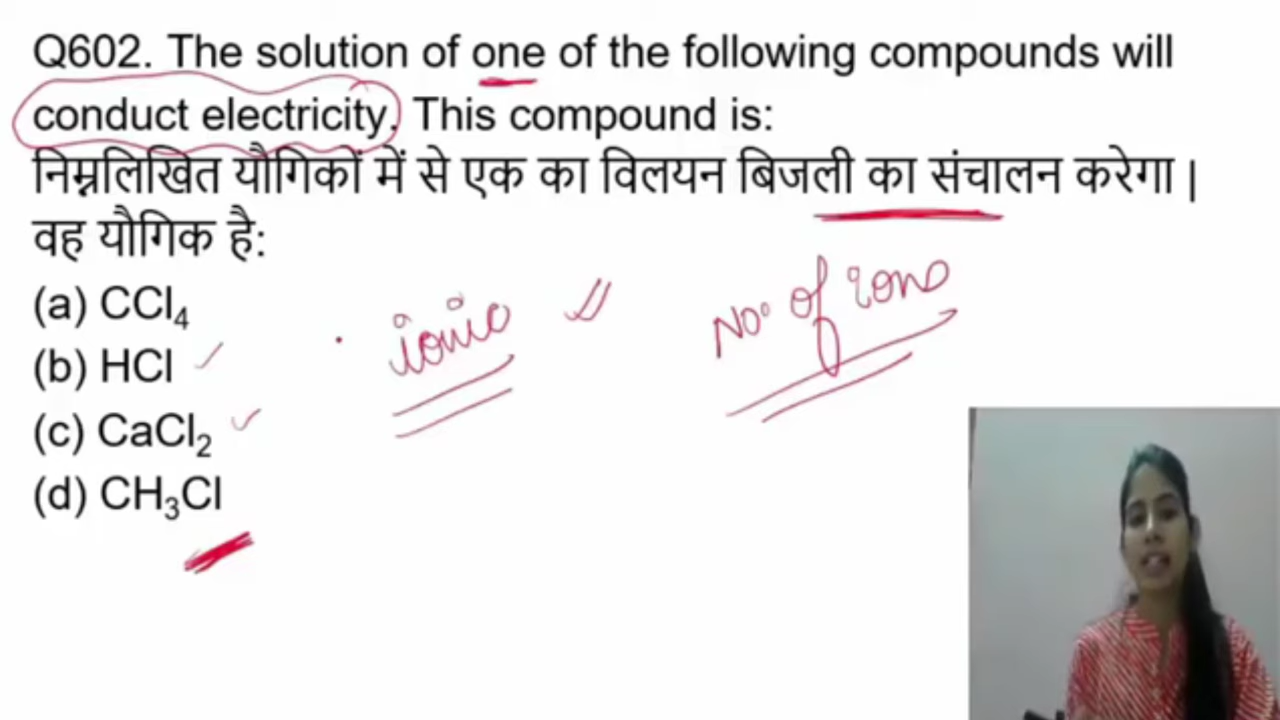 Q602. The solution of one of the following compounds will
conduct electricity. This compound is:
निम्नलिखित यौगिकों में से एक का विलयन बिजली का संचालन करेगा |
वह यौगिक है:
(a) CCl₄
(b) HCl
(c) CaCl₂
(d) CH₃Cl
ionic
No. of ions